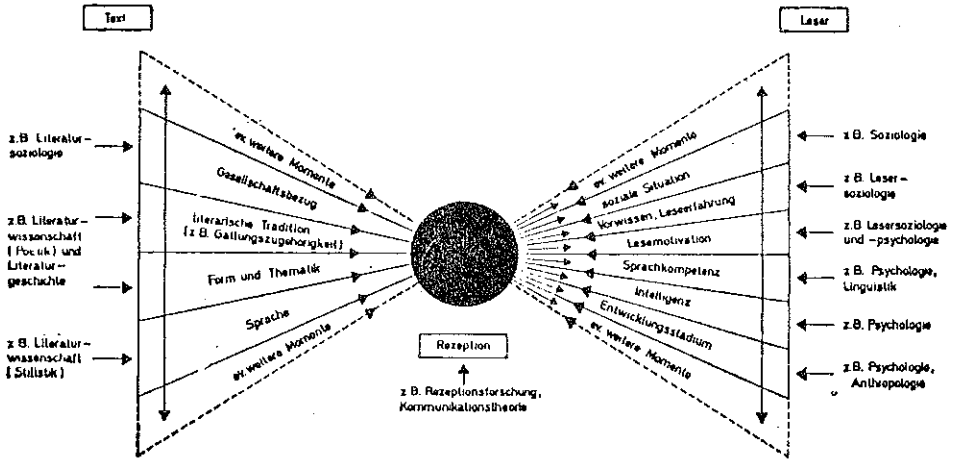 Text
Leser
z.B. Literatur-
soziologie
z.B. Literatur-
wissenschaft
(Poetik) und
Literatur-
geschichte
z.B. Literatur-
wissenschaft
(Stilistik)
ev. weitere Momente
Gesellschaftsbezug
Literarische Tradition
(z.B. Gattungszugehörigkeit)
Form und Thematik
Sprache
ev. weitere Momente
Rezeption
z.B. Rezeptionsforschung,
Kommunikationstheorie
ev. weitere Momente
soziale Situation
Vorwissen, Leseerfahrung
Lesemotivation
Sprachkompetenz
Intelligenz
Entwicklungsstadium
ev. weitere Momente
z.B. Soziologie
z.B. Leser-
soziologie
z.B. Lesersoziologie
und -psychologie
z.B. Psychologie,
Linguistik
z.B. Psychologie
z.B. Psychologie,
Anthropologie